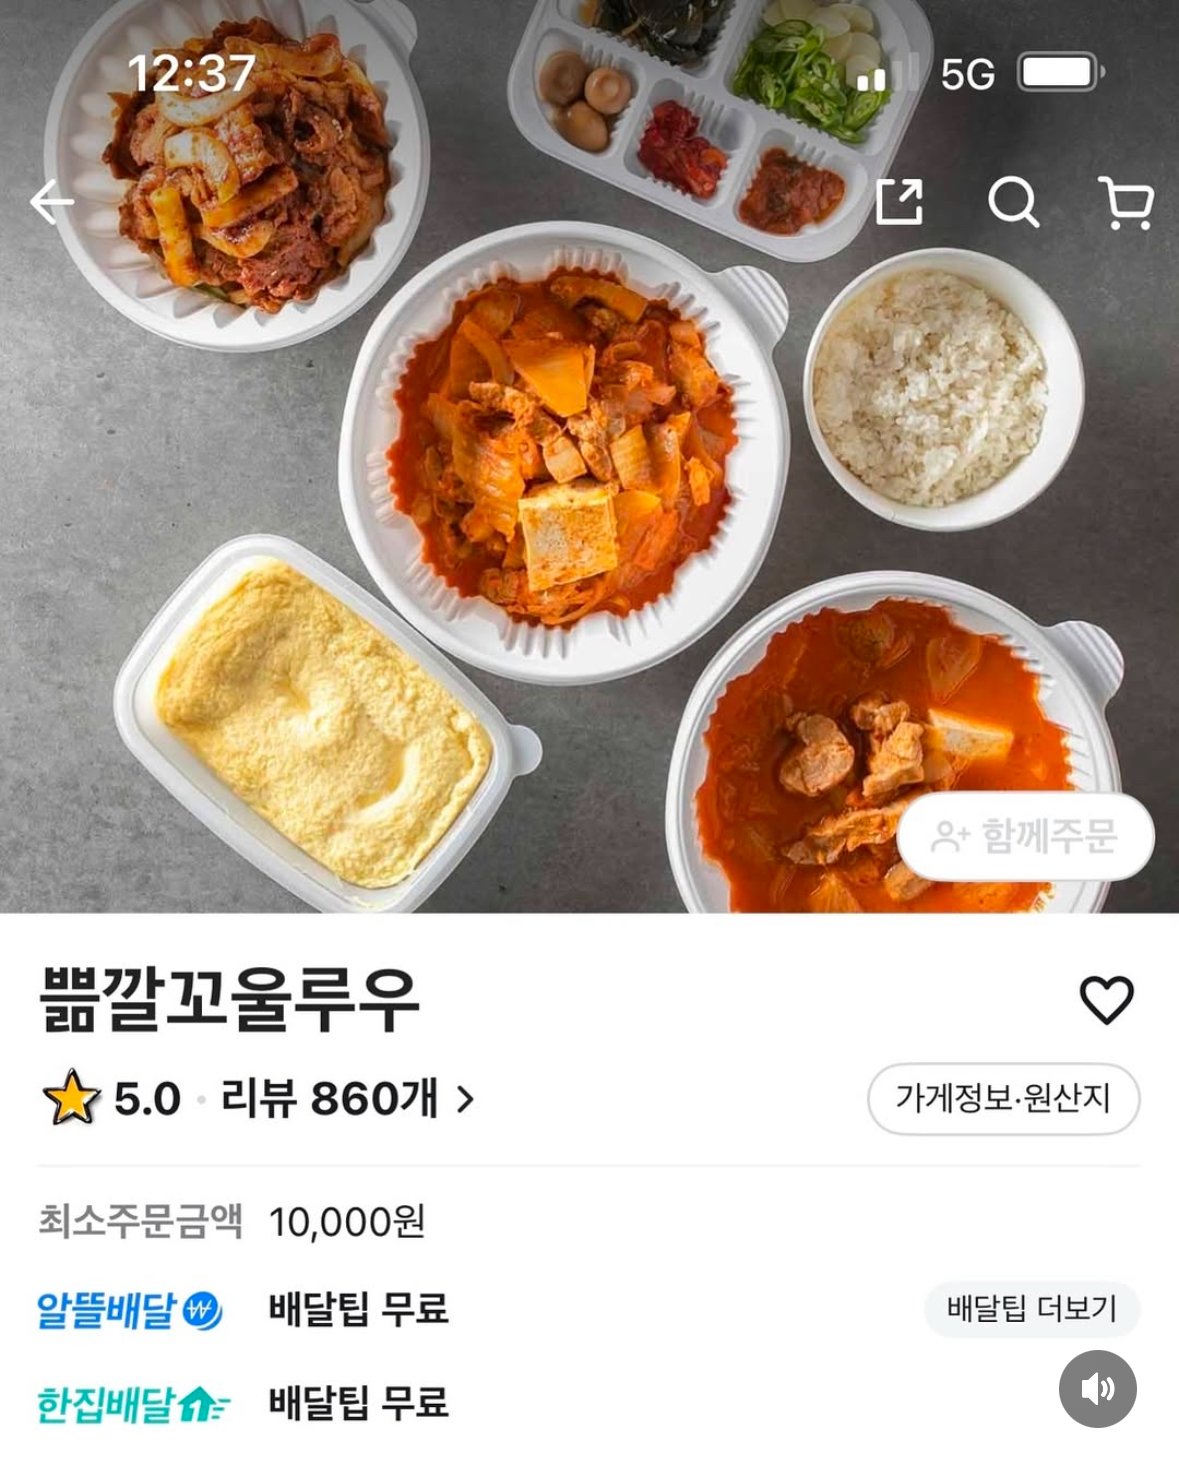 12:37 5G
함께주문
쁢깔꼬울루우
5.0 · 리뷰 860개 >
가게정보·원산지
최소주문금액 10,000원
알뜰배달 배달팁 무료 배달팁 더보기
한집배달 배달팁 무료